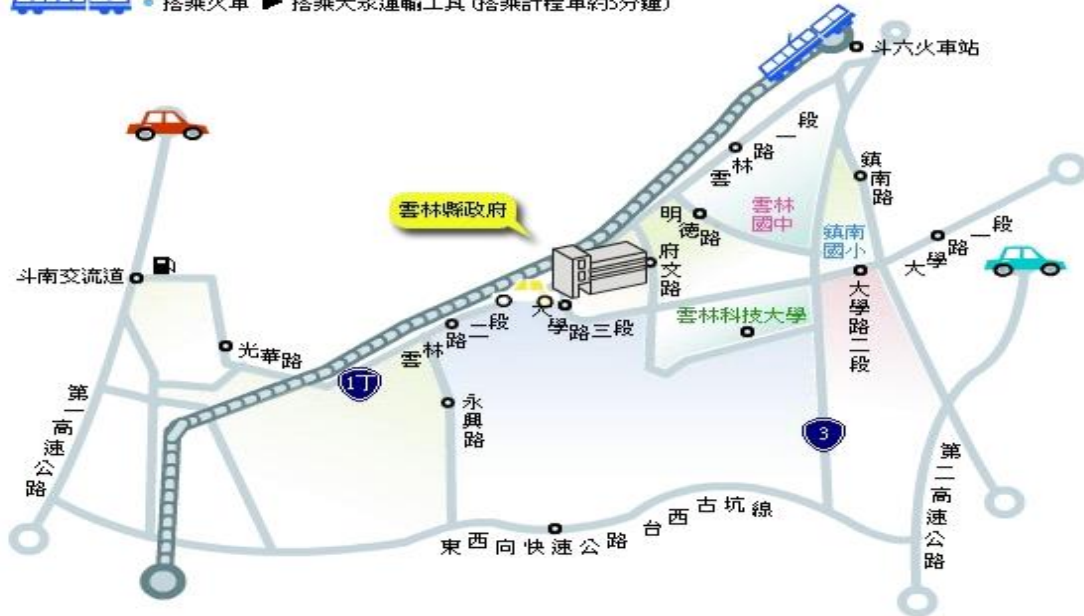 搭乘火車 ► 搭乘大眾運輸工具 (搭乘計程車約5分鐘)
斗六火車站
雲林路一段
鎮南路
雲林縣政府
明德路
雲林
國中
鎮南
國小
大學路一段
府文路
斗南交流道
大學路三段
雲林科技大學
大學路二段
雲林路二段
光華路
1丁
永興路
3
第一高速公路
第二高速公路
東西向快速公路 台西古坑線